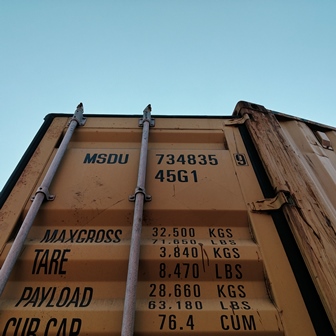 MSDU 734835 9
45G1
MAXGROSS 32.500 KGS
71.650 LBS
TARE 3.840 KGS
8.470 LBS
PAYLOAD 28.660 KGS
63.180 LBS
CUB CAP 76.4 CUM